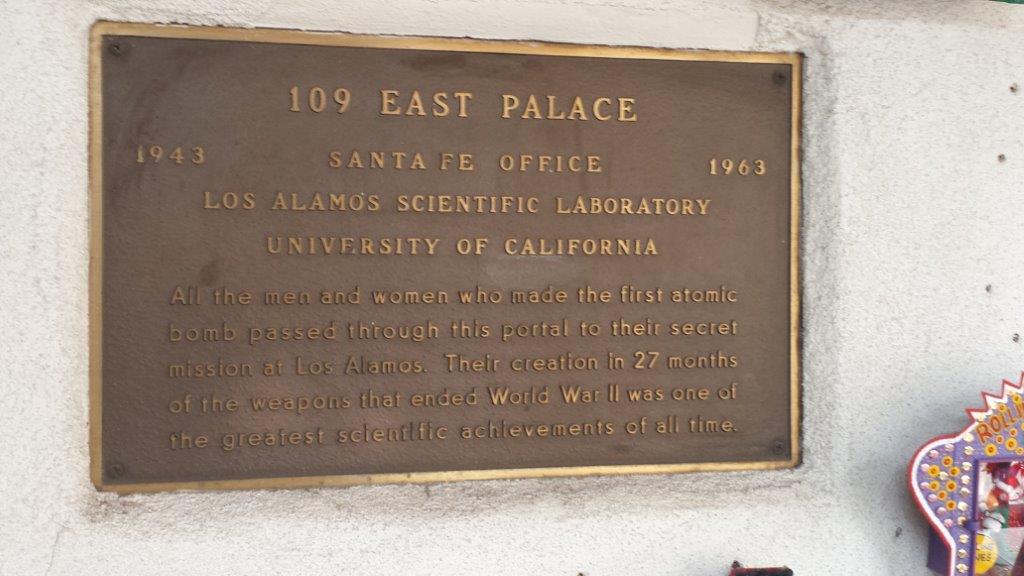 109 EAST PALACE
1943 SANTA FE OFFICE 1963
LOS ALAMOS SCIENTIFIC LABORATORY
UNIVERSITY OF CALIFORNIA
All the men and women who made the first atomic
bomb passed through this portal to their secret
mission at Los Alamos. Their creation in 27 months
of the weapons that ended World War II was one of
the greatest scientific achievements of all time.